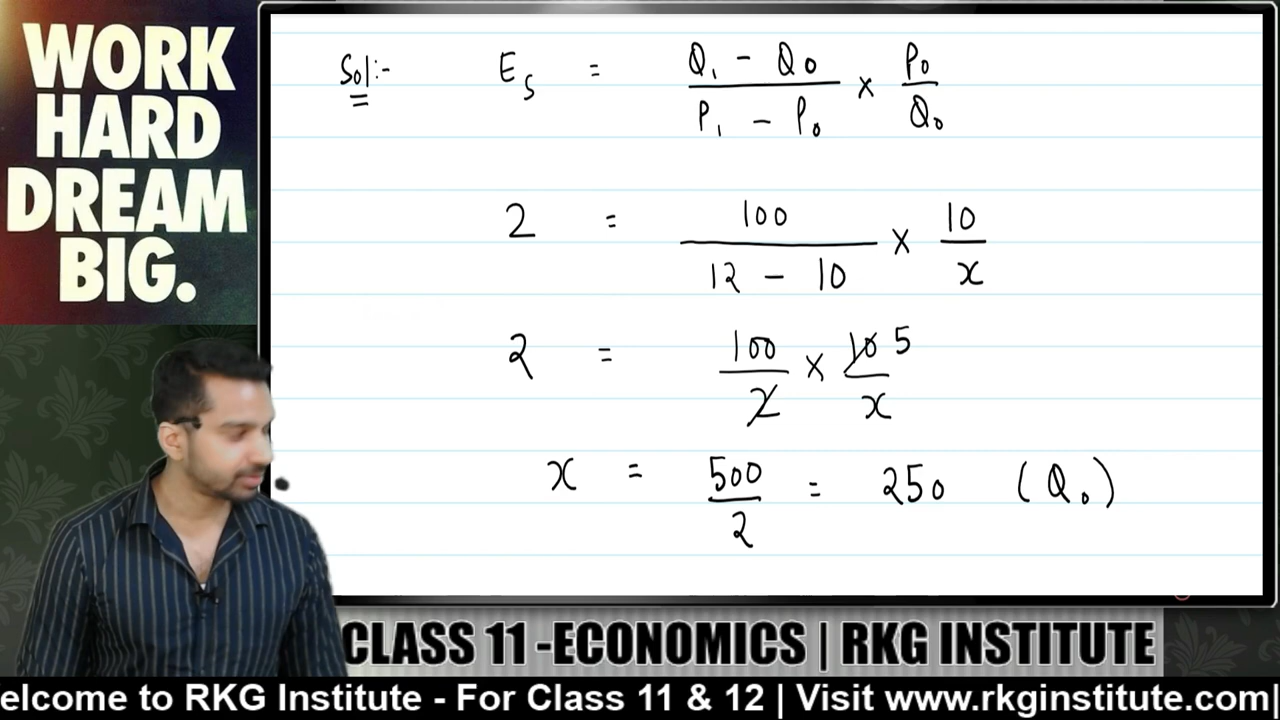 WORK
HARD
DREAM
BIG.
Sol:- E_S = (Q₁ - Q₀)/(P₁ - P₀) × P₀/Q₀
2 = 100/(12 - 10) × 10/x
2 = 100/2 × 10 5/x
x = 500/2 = 250 (Q₀)
CLASS 11 -ECONOMICS | RKG INSTITUTE
elcome to RKG Institute - For Class 11 & 12 | Visit www.rkginstitute.com|